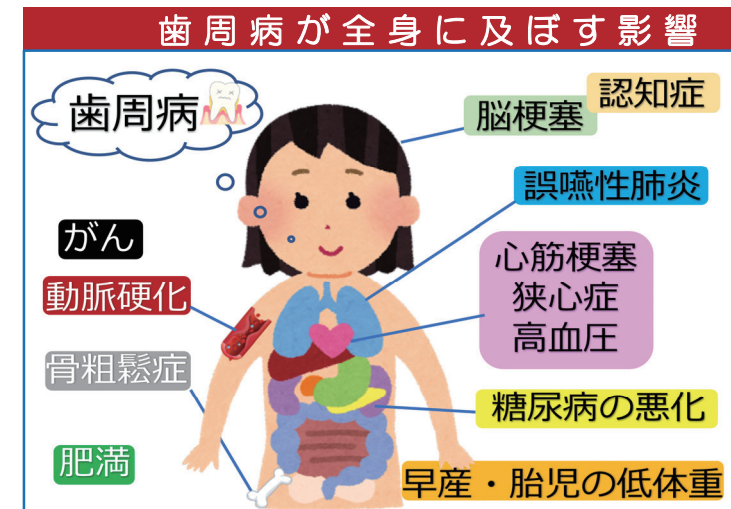 歯周病が全身に及ぼす影響
歯周病
脳梗塞
認知症
誤嚥性肺炎
がん
動脈硬化
心筋梗塞
狭心症
高血圧
骨粗鬆症
糖尿病の悪化
肥満
早産・胎児の低体重